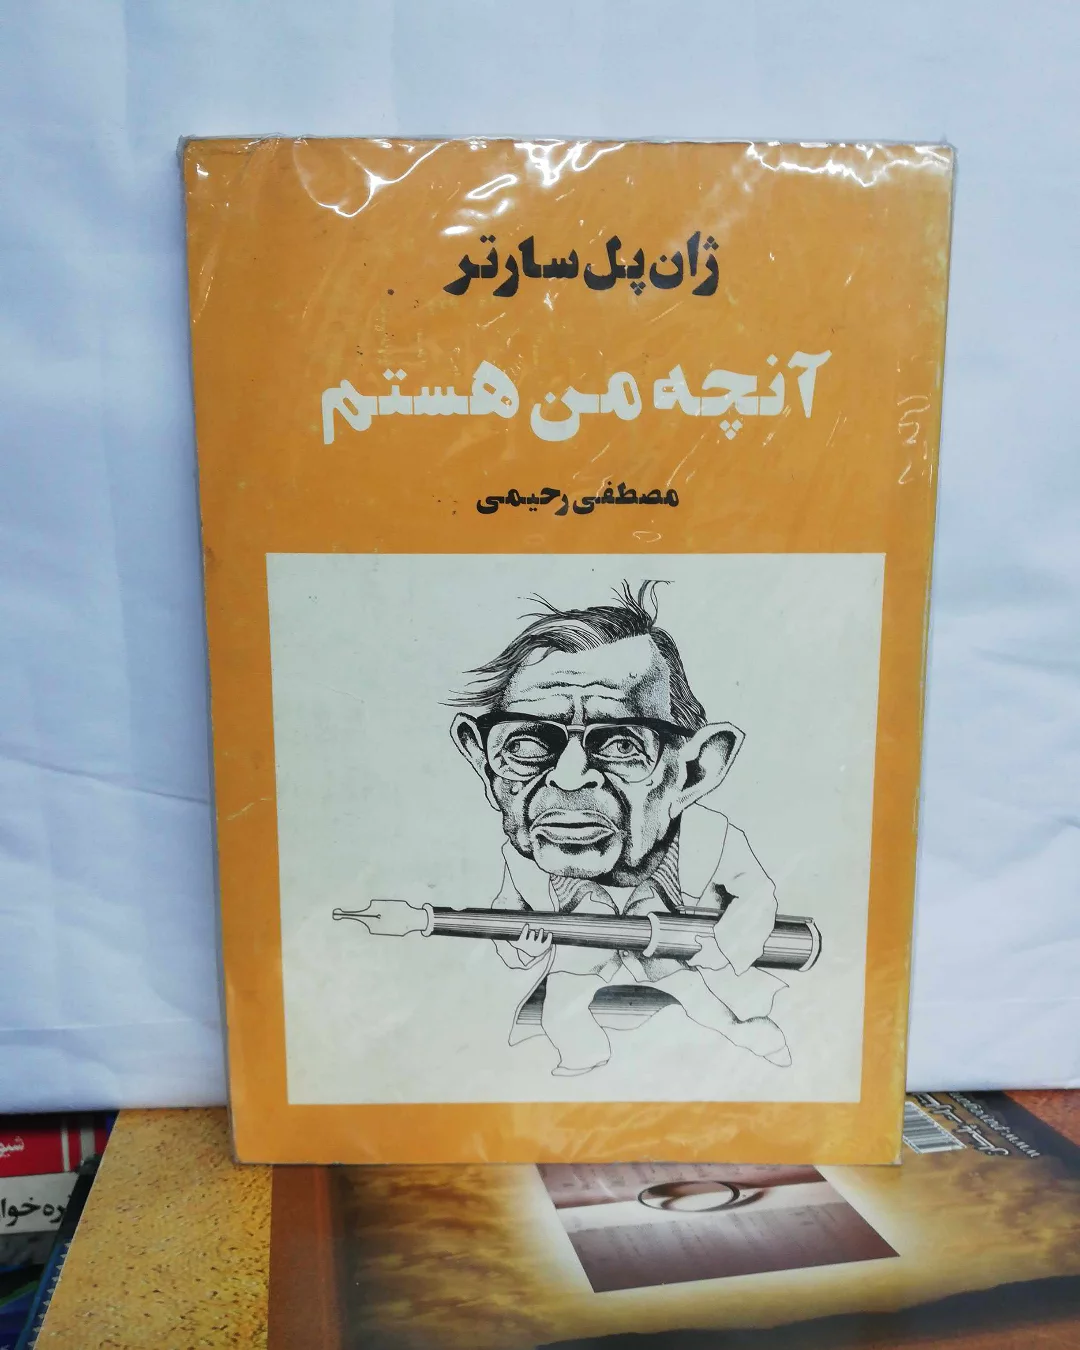 ژان پل سارتر
آنچه من هستم
مصطفی رحیمی